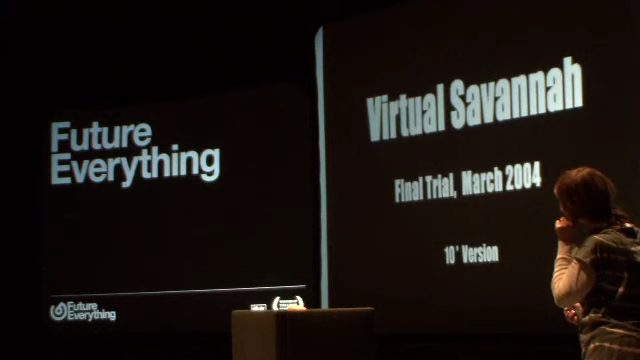 Future
Everything
Virtual Savannah
Final Trial, March 2004
10' Version
Future
Everything